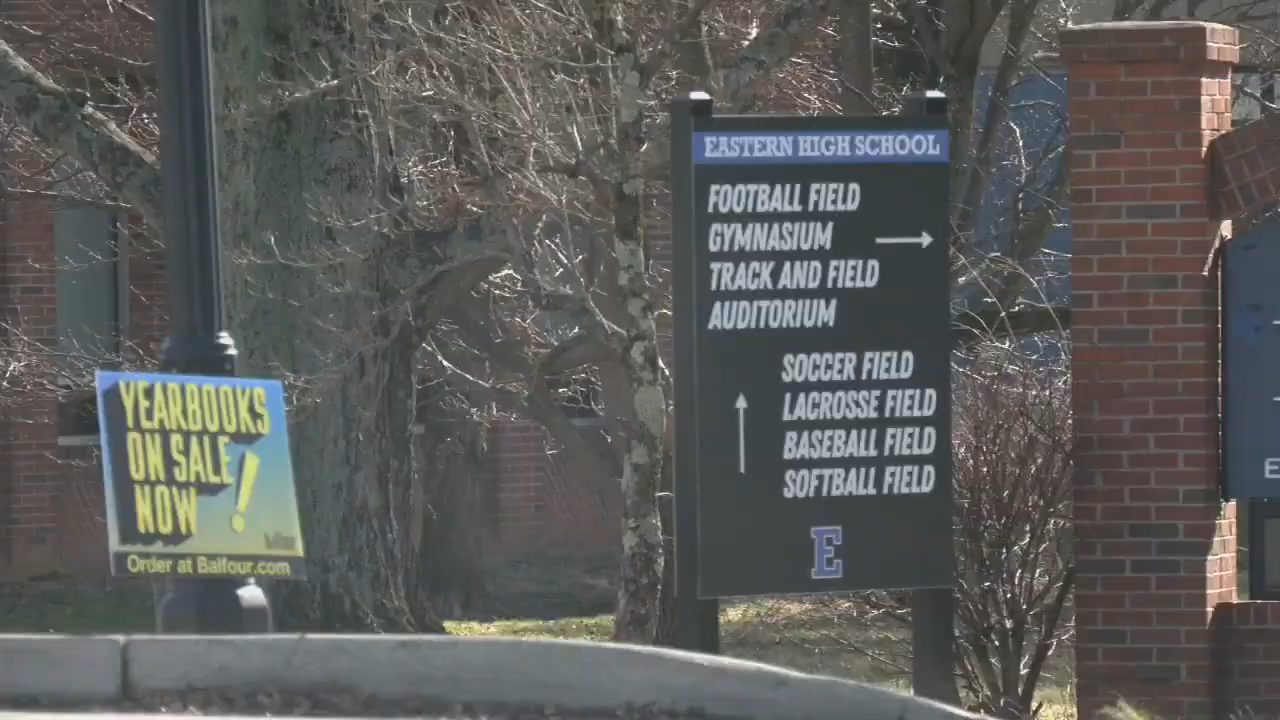 YEARBOOKS
ON SALE
NOW!
Order at Balfour.com
EASTERN HIGH SCHOOL
FOOTBALL FIELD
GYMNASIUM
TRACK AND FIELD
AUDITORIUM
SOCCER FIELD
LACROSSE FIELD
BASEBALL FIELD
SOFTBALL FIELD
E
E